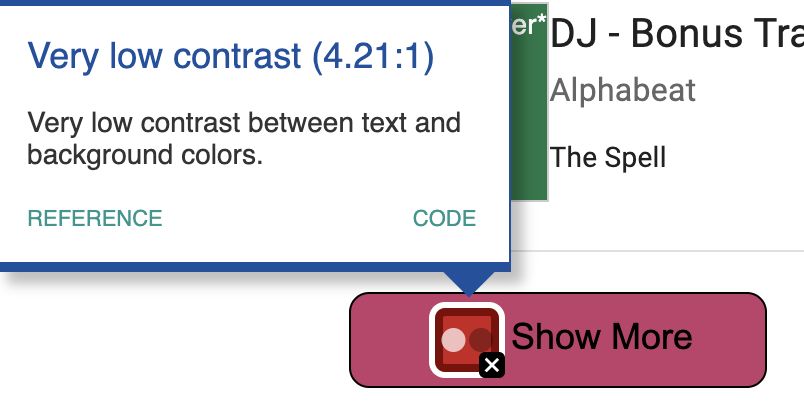 Very low contrast (4.21:1)
Very low contrast between text and
background colors.
REFERENCE CODE
er*
DJ - Bonus Tra
Alphabeat
The Spell
Show More